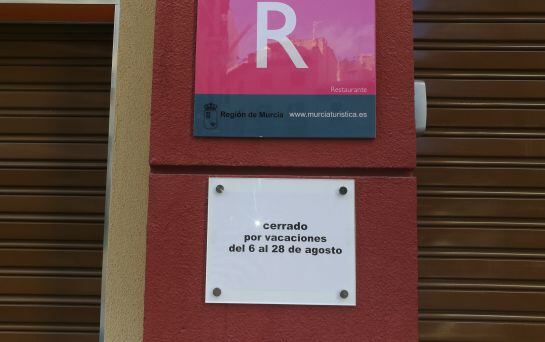 R
Restaurante
Región de Murcia www.murciaturistica.es
cerrado
por vacaciones
del 6 al 28 de agosto